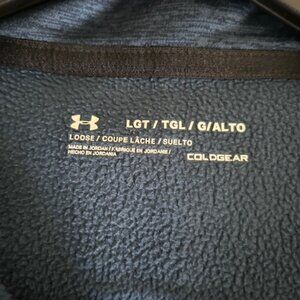 LGT / TGL / G/ALTO
LOOSE / COUPE LÂCHE / SUELTO
MADE IN JORDAN / FABRIQUÉ EN JORDANIE /
HECHO EN JORDANIA
COLDGEAR